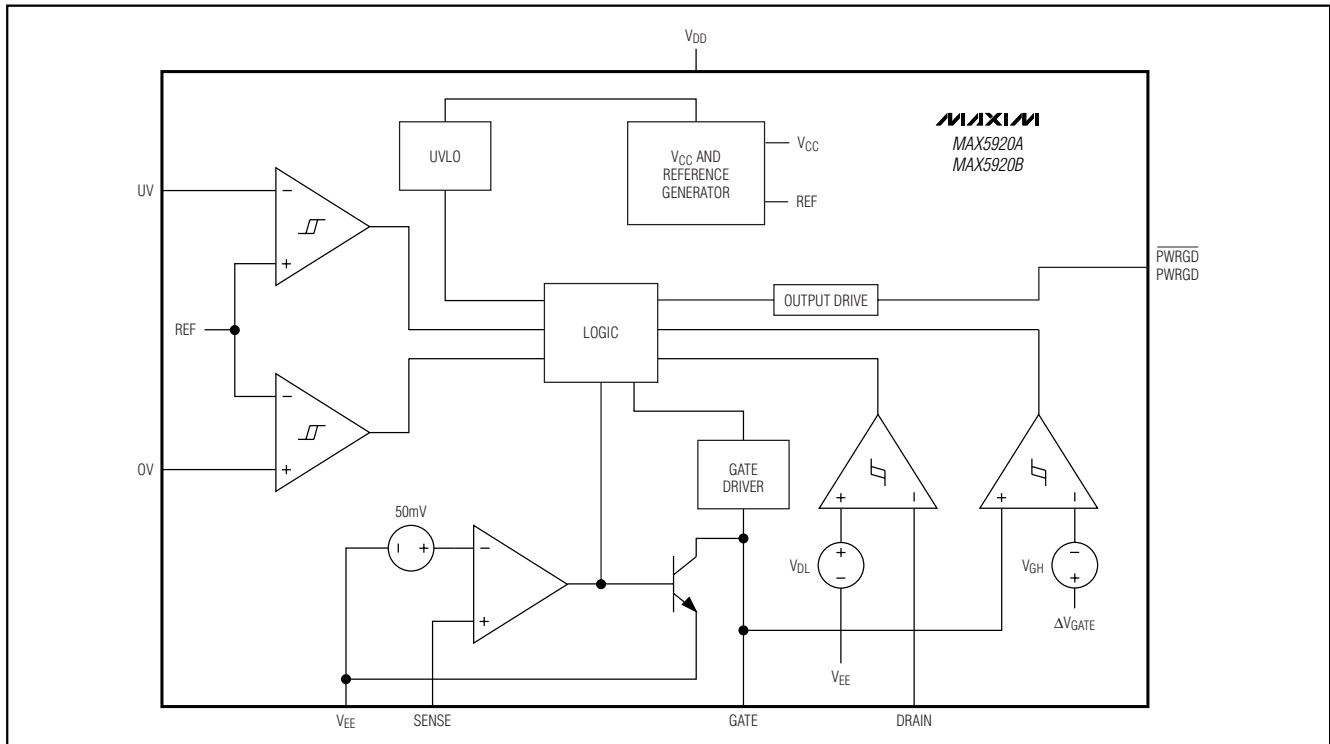 VDD
MAXIM
MAX5920A
MAX5920B
UVLO
VCC AND
REFERENCE
GENERATOR
VCC
REF
UV
−
+
REF
−
+
OV
PWRGD
PWRGD
OUTPUT DRIVE
LOGIC
GATE
DRIVER
50mV
− +
−
+
+ −
+ −
VDL
+
−
VGH
−
+
ΔVGATE
VEE
VEE
SENSE
GATE
DRAIN